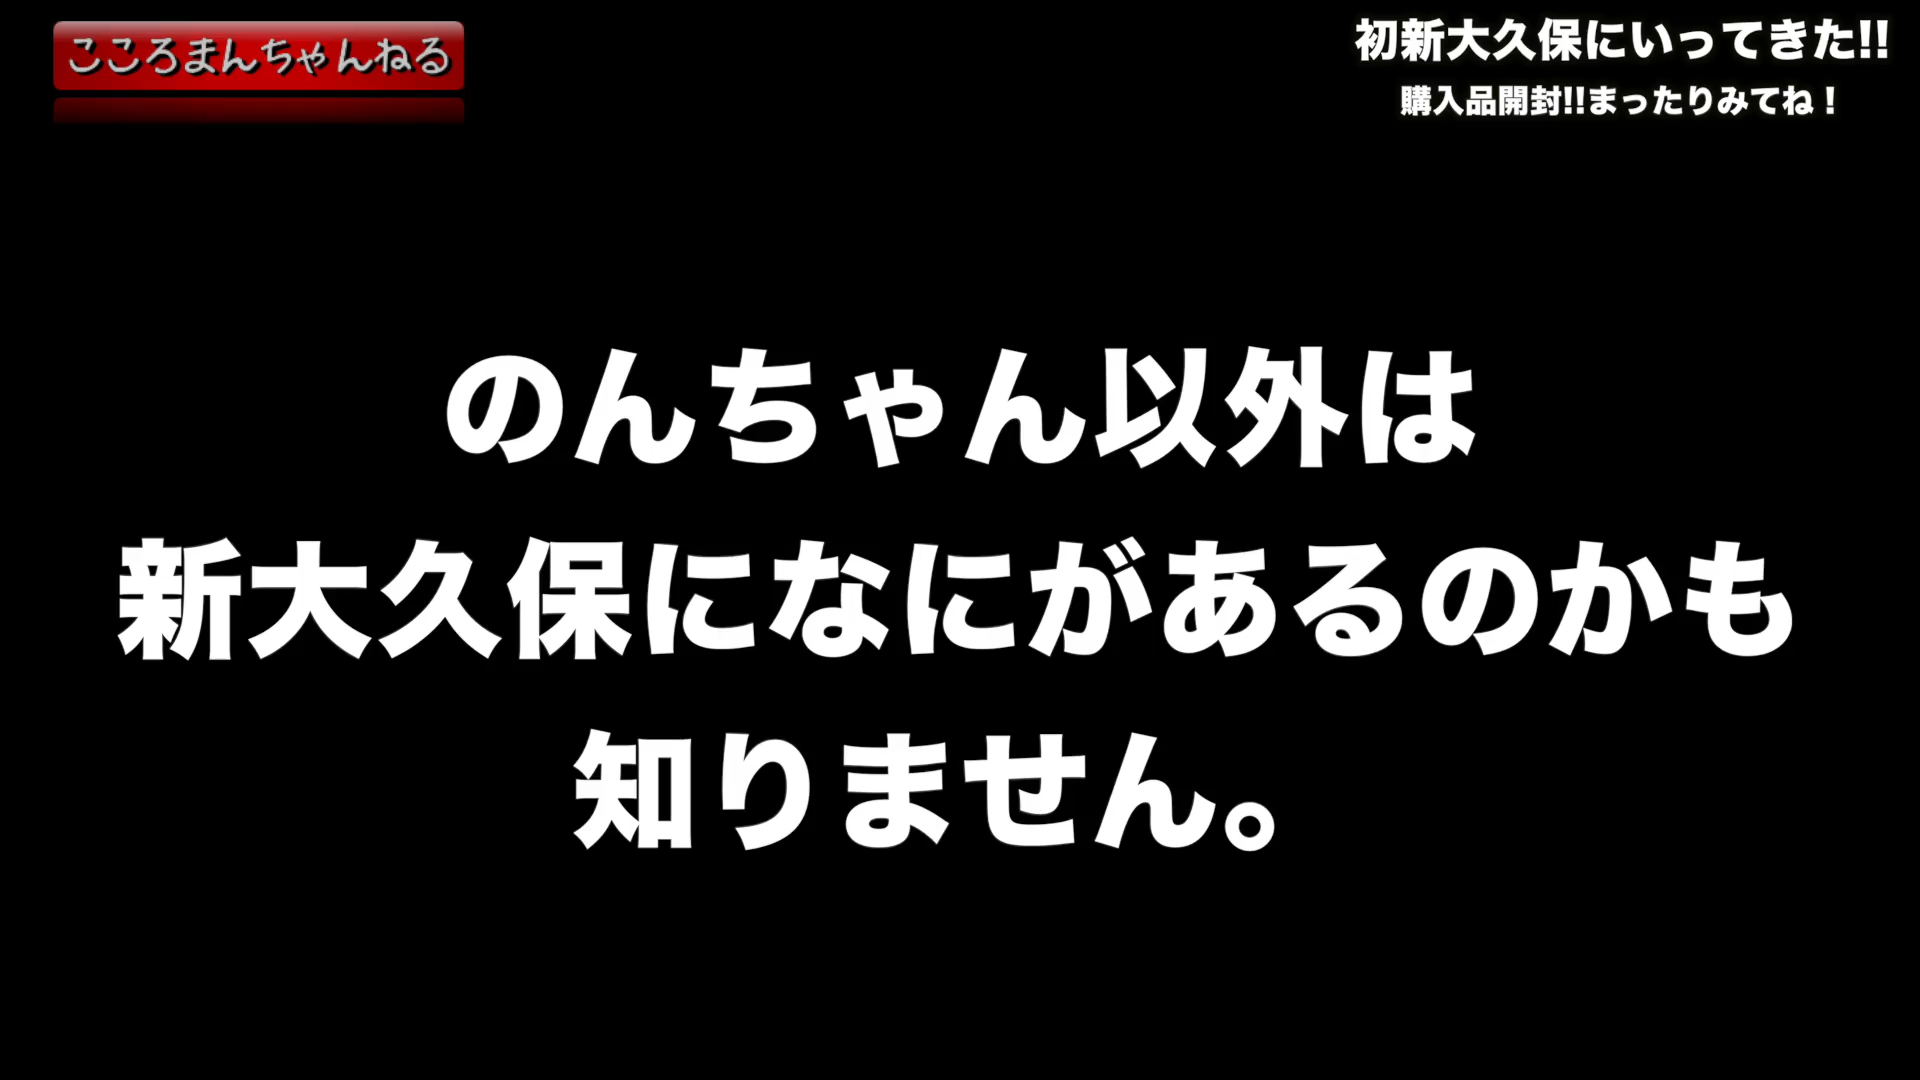 こころまんちゃんねる
初新大久保にいってきた!!
購入品開封!!まったりみてね！
のんちゃん以外は
新大久保になにがあるのかも
知りません。